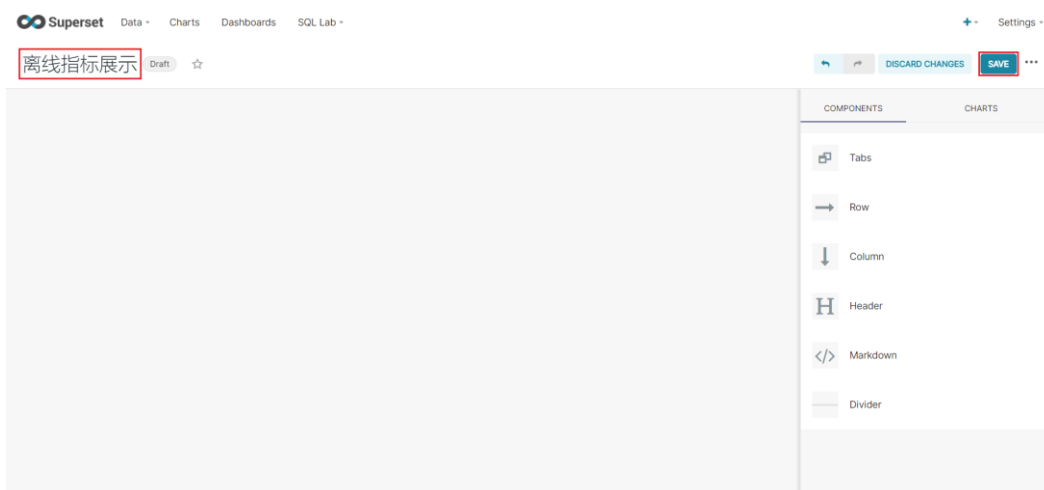 Superset Data Charts Dashboards SQL Lab + Settings
离线指标展示 Draft DISCARD CHANGES SAVE ...
COMPONENTS CHARTS
Tabs
Row
Column
H Header
</> Markdown
Divider